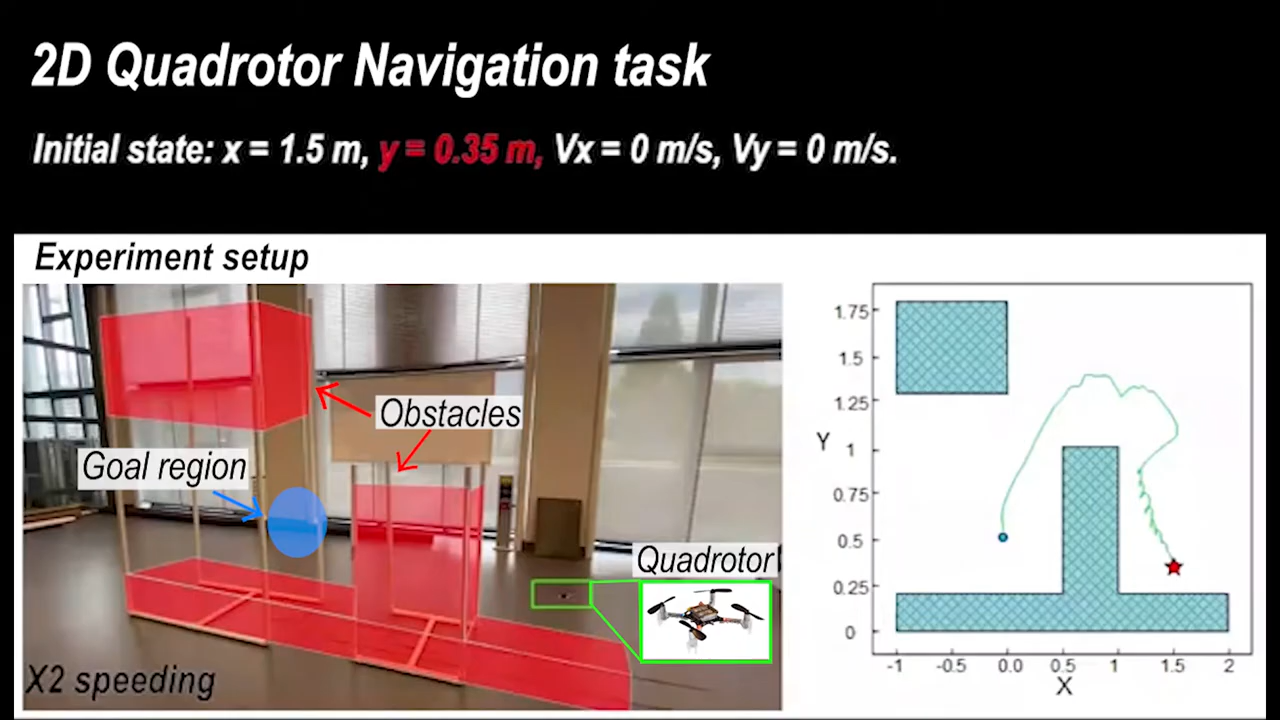 2D Quadrotor Navigation task
Initial state: x = 1.5 m, y = 0.35 m, Vx = 0 m/s, Vy = 0 m/s.
Experiment setup
Obstacles
Goal region
Quadrotor
X2 speeding
1.75
1.5
1.25
Y
1
0.75
0.5
0.25
0
-1 -0.5 0.0 0.5 1 1.5 2
X